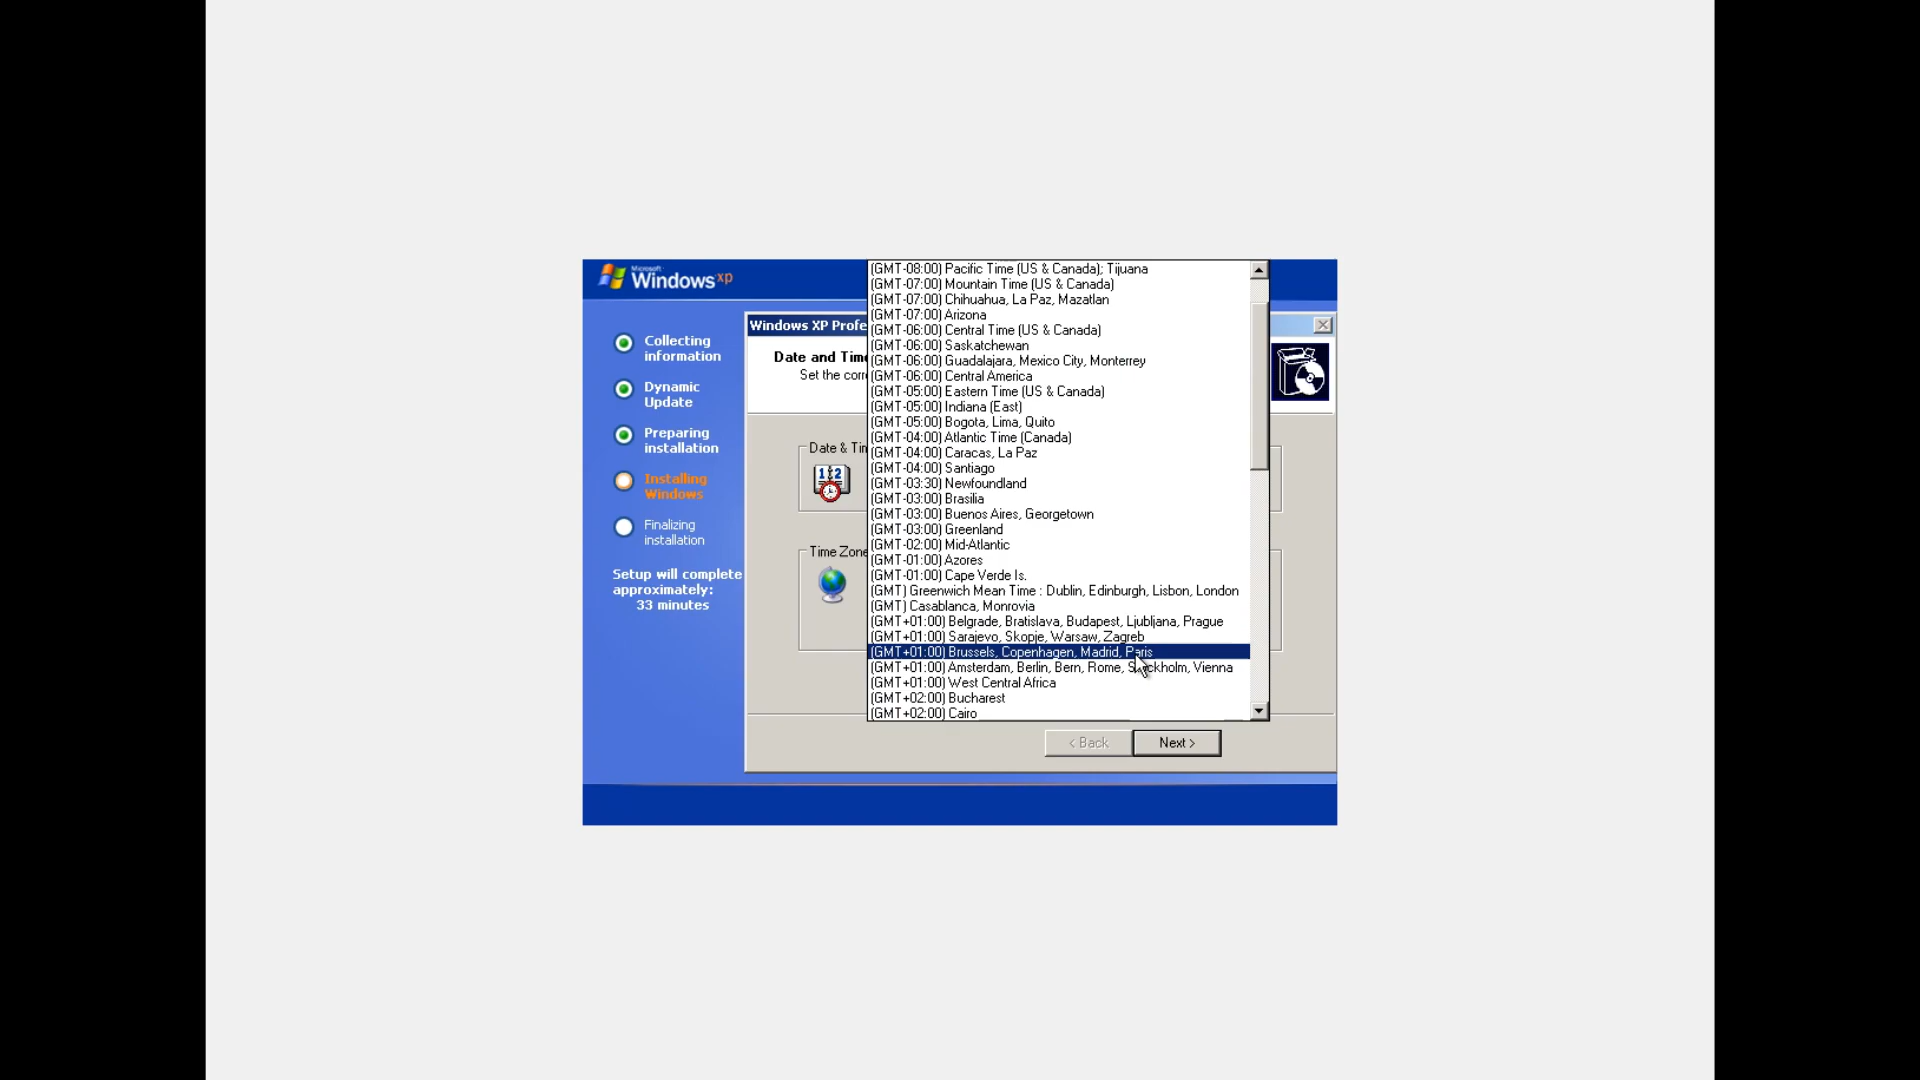 Microsoft
Windows xp
Collecting
information
Dynamic
Update
Preparing
installation
Installing
Windows
Finalizing
installation
Setup will complete
approximately:
33 minutes
Windows XP Profe
Date and Time
Set the corre
Date & Tim
12
Time Zone
(GMT-08:00) Pacific Time (US & Canada); Tijuana
(GMT-07:00) Mountain Time (US & Canada)
(GMT-07:00) Chihuahua, La Paz, Mazatlan
(GMT-07:00) Arizona
(GMT-06:00) Central Time (US & Canada)
(GMT-06:00) Saskatchewan
(GMT-06:00) Guadalajara, Mexico City, Monterrey
(GMT-06:00) Central America
(GMT-05:00) Eastern Time (US & Canada)
(GMT-05:00) Indiana (East)
(GMT-05:00) Bogota, Lima, Quito
(GMT-04:00) Atlantic Time (Canada)
(GMT-04:00) Caracas, La Paz
(GMT-04:00) Santiago
(GMT-03:30) Newfoundland
(GMT-03:00) Brasilia
(GMT-03:00) Buenos Aires, Georgetown
(GMT-03:00) Greenland
(GMT-02:00) Mid-Atlantic
(GMT-01:00) Azores
(GMT-01:00) Cape Verde Is.
(GMT) Greenwich Mean Time : Dublin, Edinburgh, Lisbon, London
(GMT) Casablanca, Monrovia
(GMT+01:00) Belgrade, Bratislava, Budapest, Ljubljana, Prague
(GMT+01:00) Sarajevo, Skopje, Warsaw, Zagreb
(GMT+01:00) Brussels, Copenhagen, Madrid, Paris
(GMT+01:00) Amsterdam, Berlin, Bern, Rome, Stockholm, Vienna
(GMT+01:00) West Central Africa
(GMT+02:00) Bucharest
(GMT+02:00) Cairo
< Back
Next >